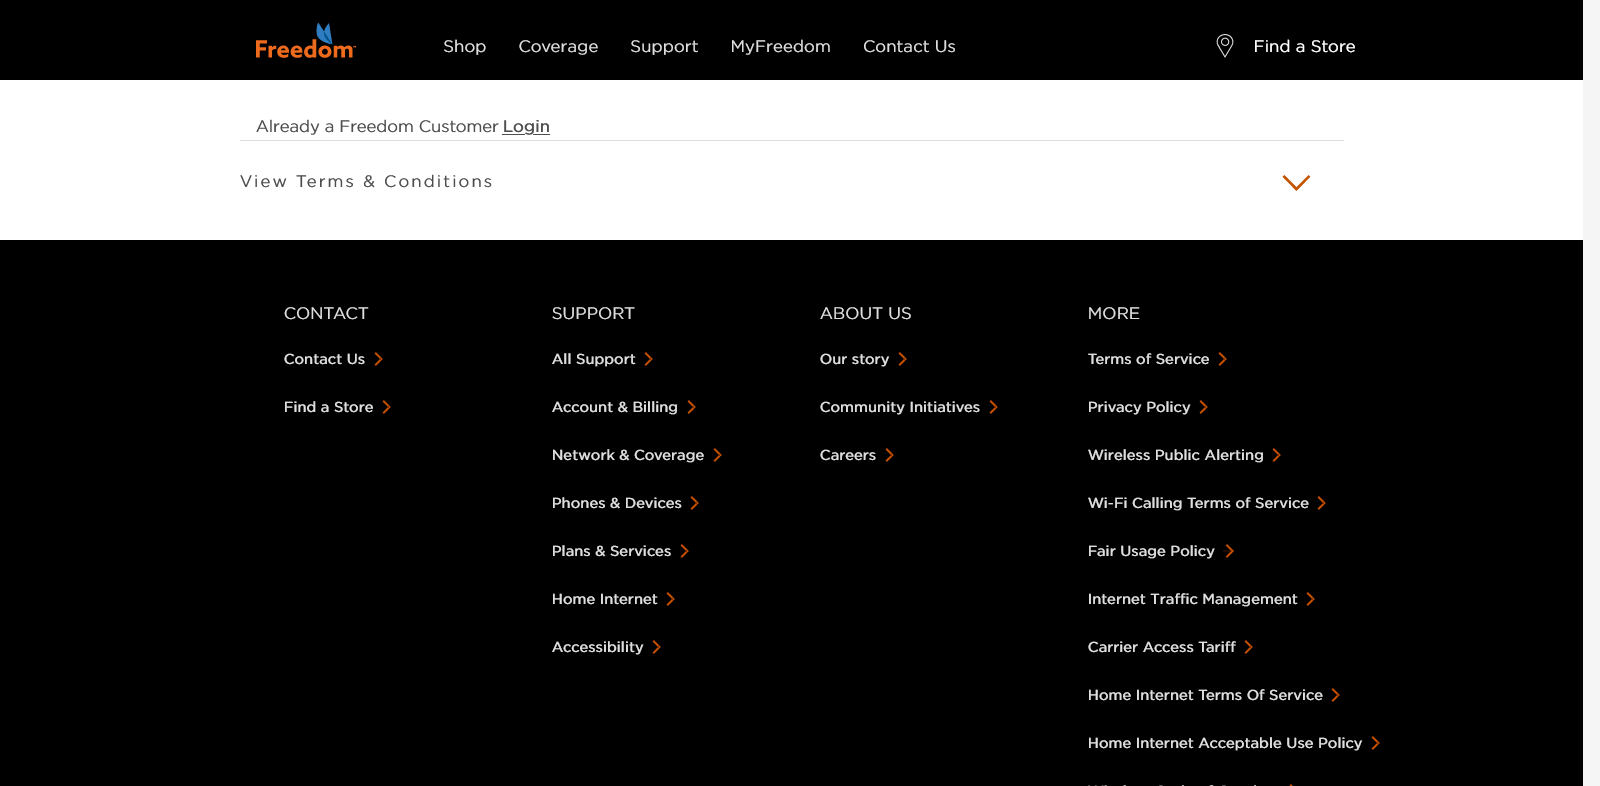 Freedom
Shop Coverage Support MyFreedom Contact Us Find a Store
Already a Freedom Customer Login
View Terms & Conditions
CONTACT
Contact Us
Find a Store
SUPPORT
All Support
Account & Billing
Network & Coverage
Phones & Devices
Plans & Services
Home Internet
Accessibility
ABOUT US
Our story
Community Initiatives
Careers
MORE
Terms of Service
Privacy Policy
Wireless Public Alerting
Wi-Fi Calling Terms of Service
Fair Usage Policy
Internet Traffic Management
Carrier Access Tariff
Home Internet Terms Of Service
Home Internet Acceptable Use Policy